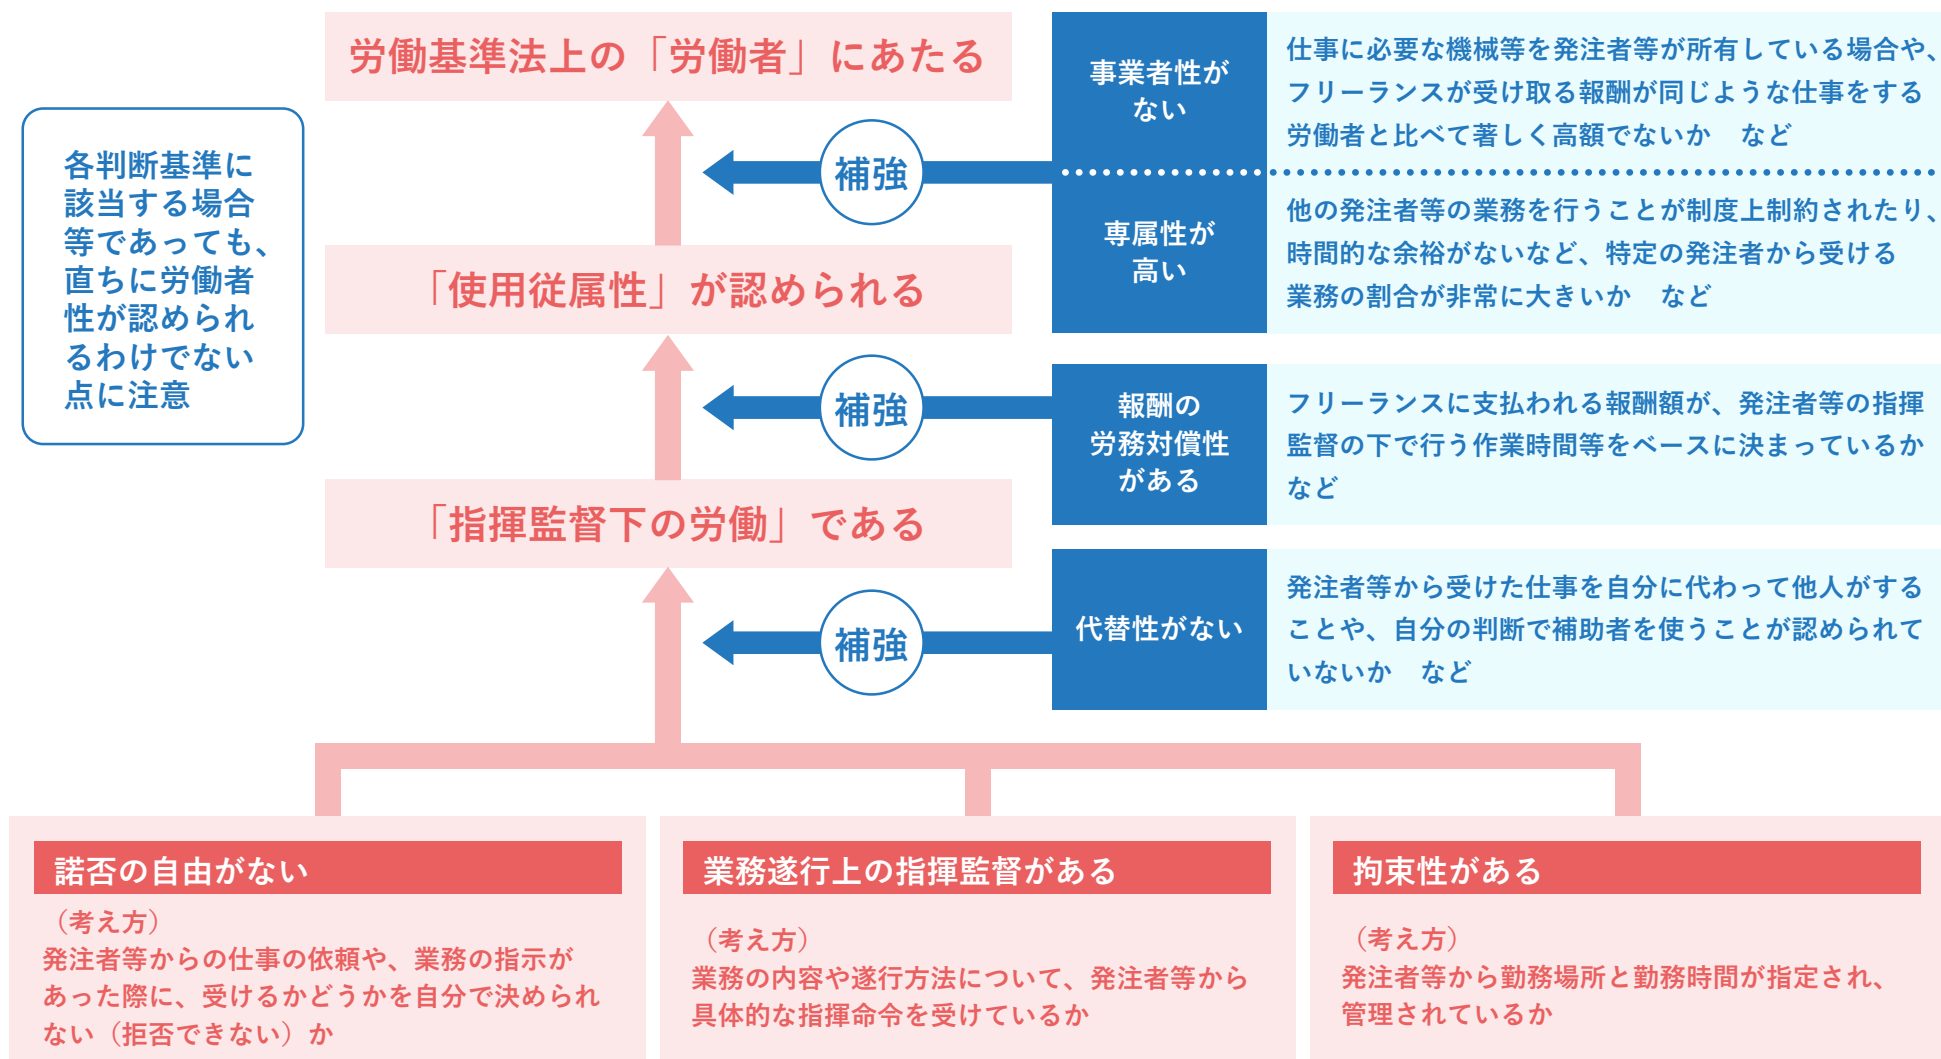 労働基準法上の「労働者」にあたる
各判断基準に
該当する場合
等であっても、
直ちに労働者
性が認められ
るわけでない
点に注意
補強
事業者性が
ない
仕事に必要な機械等を発注者等が所有している場合や、
フリーランスが受け取る報酬が同じような仕事をする
労働者と比べて著しく高額でないか　など
専属性が
高い
他の発注者等の業務を行うことが制度上制約されたり、
時間的な余裕がないなど、特定の発注者から受ける
業務の割合が非常に大きいか　など
「使用従属性」が認められる
補強
報酬の
労務対償性
がある
フリーランスに支払われる報酬額が、発注者等の指揮
監督の下で行う作業時間等をベースに決まっているか
など
「指揮監督下の労働」である
補強
代替性がない
発注者等から受けた仕事を自分に代わって他人がする
ことや、自分の判断で補助者を使うことが認められて
いないか　など
諾否の自由がない
（考え方）
発注者等からの仕事の依頼や、業務の指示が
あった際に、受けるかどうかを自分で決められ
ない（拒否できない）か
業務遂行上の指揮監督がある
（考え方）
業務の内容や遂行方法について、発注者等から
具体的な指揮命令を受けているか
拘束性がある
（考え方）
発注者等から勤務場所と勤務時間が指定され、
管理されているか